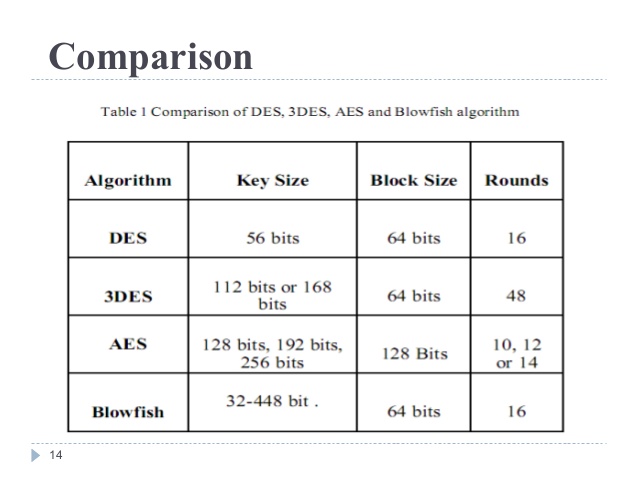 Comparison
Table 1 Comparison of DES, 3DES, AES and Blowfish algorithm
Algorithm Key Size Block Size Rounds
DES 56 bits 64 bits 16
3DES 112 bits or 168 bits 64 bits 48
AES 128 bits, 192 bits, 256 bits 128 Bits 10, 12 or 14
Blowfish 32-448 bit . 64 bits 16
14